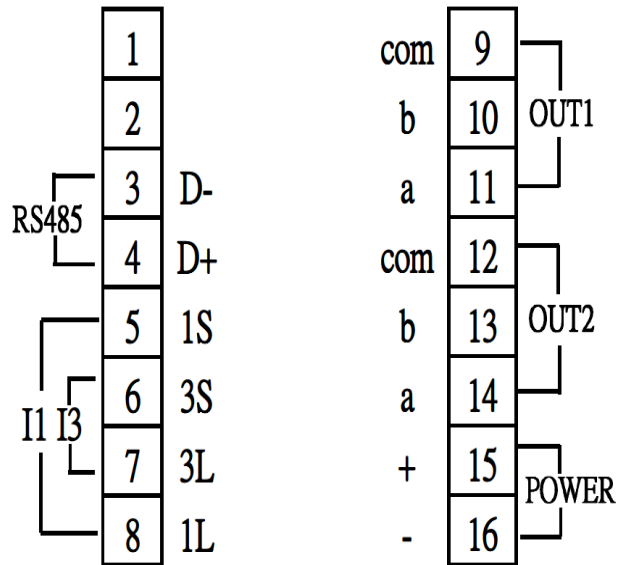 1 com 9
2 b 10 OUT1
3 D- a 11
RS485
4 D+ com 12
5 1S b 13 OUT2
6 3S a 14
I1 I3
7 3L + 15
POWER
8 1L - 16